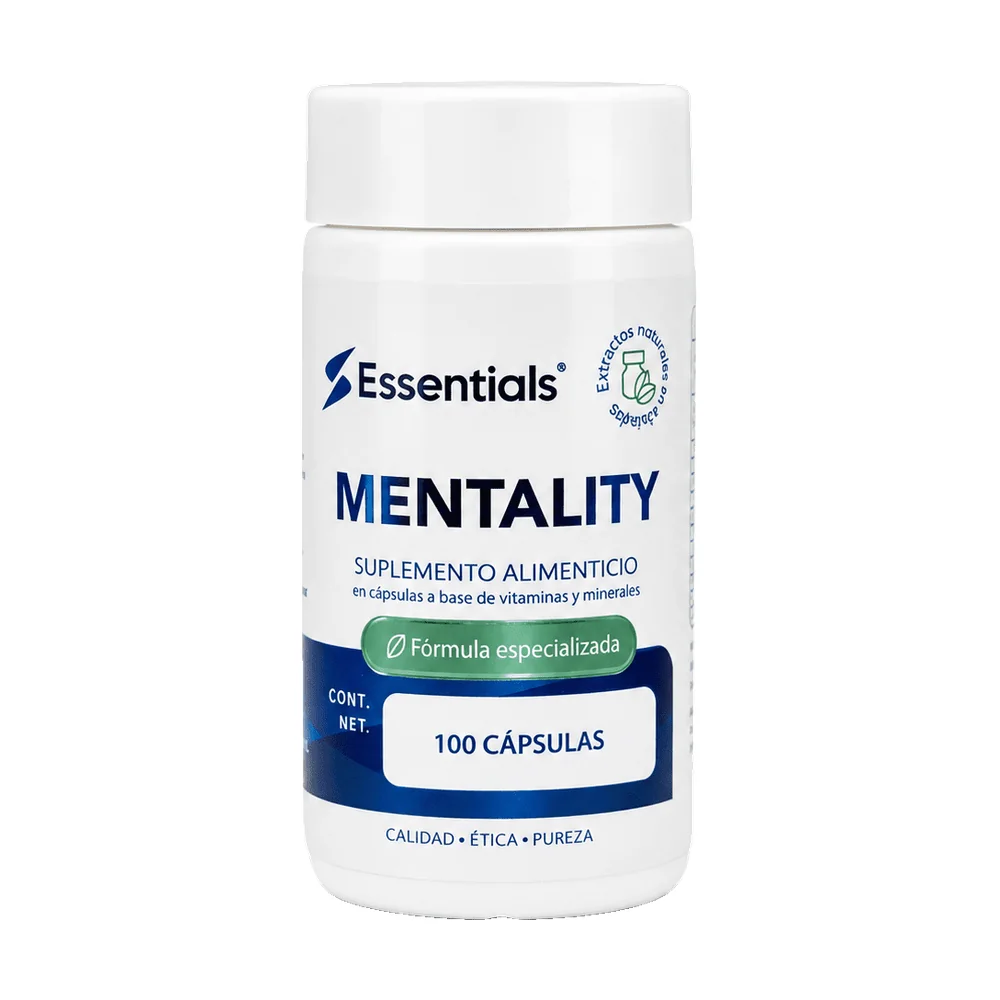 Essentials®
Extractos naturales en
MENTALITY
SUPLEMENTO ALIMENTICIO
en cápsulas a base de vitaminas y minerales
Fórmula especializada
CONT.
NET.
100 CÁPSULAS
CALIDAD • ÉTICA • PUREZA